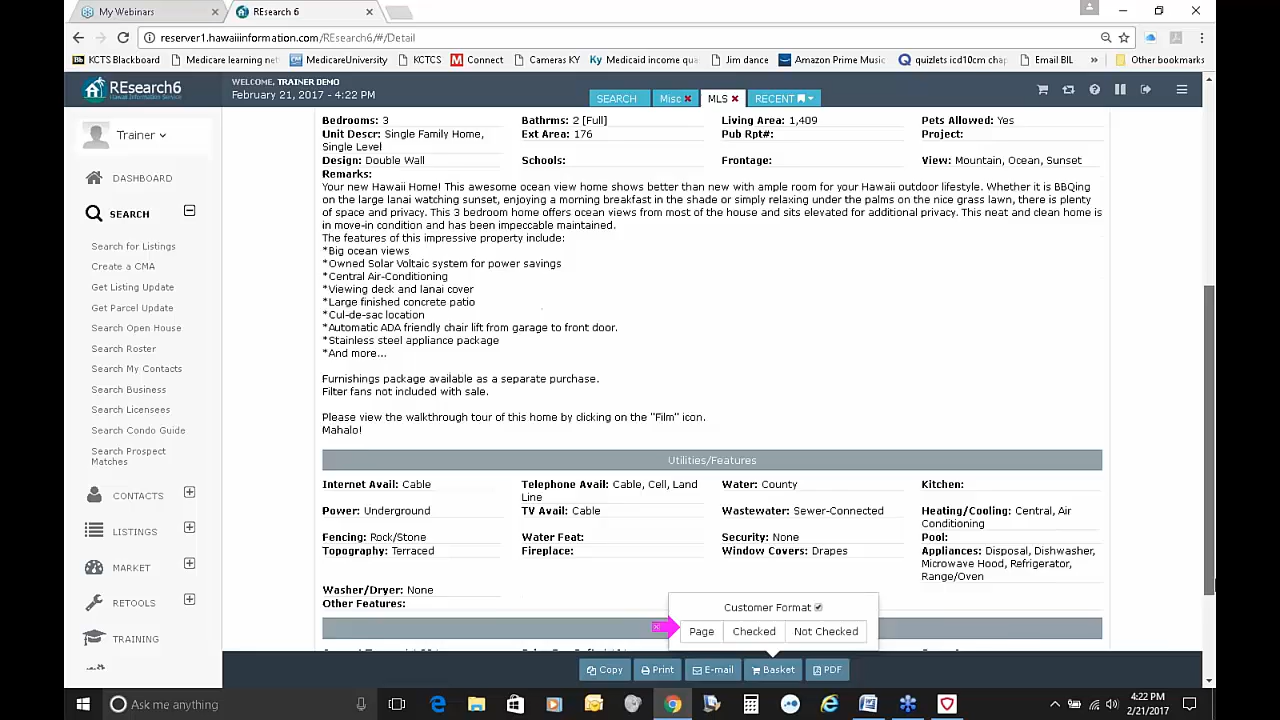 My Webinars
REsearch 6
reserver1.hawaiiinformation.com/REsearch6/#/Detail
Bb KCTS Blackboard
Medicare learning net
MedicareUniversity
KCTCS
M Connect
Cameras KY
Ky Medicaid income qua
Jim dance
Amazon Prime Music
quizlets icd10cm chap
Email BIL
»
Other bookmarks
REsearch6
Hawaii Information Service
WELCOME, TRAINER DEMO
February 21, 2017 - 4:22 PM
SEARCH
Misc
MLS
RECENT
Trainer
DASHBOARD
SEARCH
Search for Listings
Create a CMA
Get Listing Update
Get Parcel Update
Search Open House
Search Roster
Search My Contacts
Search Business
Search Licensees
Search Condo Guide
Search Prospect
Matches
CONTACTS
LISTINGS
MARKET
RETOOLS
TRAINING
Bedrooms: 3
Bathrms: 2 [Full]
Living Area: 1,409
Pets Allowed: Yes
Unit Descr: Single Family Home,
Single Level
Ext Area: 176
Pub Rpt#:
Project:
Design: Double Wall
Schools:
Frontage:
View: Mountain, Ocean, Sunset
Remarks:
Your new Hawaii Home! This awesome ocean view home shows better than new with ample room for your Hawaii outdoor lifestyle. Whether it is BBQing
on the large lanai watching sunset, enjoying a morning breakfast in the shade or simply relaxing under the palms on the nice grass lawn, there is plenty
of space and privacy. This 3 bedroom home offers ocean views from most of the house and sits elevated for additional privacy. This neat and clean home is
in move-in condition and has been impeccable maintained.
The features of this impressive property include:
*Big ocean views
*Owned Solar Voltaic system for power savings
*Central Air-Conditioning
*Viewing deck and lanai cover
*Large finished concrete patio
*Cul-de-sac location
*Automatic ADA friendly chair lift from garage to front door.
*Stainless steel appliance package
*And more...
Furnishings package available as a separate purchase.
Filter fans not included with sale.
Please view the walkthrough tour of this home by clicking on the "Film" icon.
Mahalo!
Utilities/Features
Internet Avail: Cable
Telephone Avail: Cable, Cell, Land
Line
Water: County
Kitchen:
Power: Underground
TV Avail: Cable
Wastewater: Sewer-Connected
Heating/Cooling: Central, Air
Conditioning
Fencing: Rock/Stone
Water Feat:
Security: None
Pool:
Topography: Terraced
Fireplace:
Window Covers: Drapes
Appliances: Disposal, Dishwasher,
Microwave Hood, Refrigerator,
Range/Oven
Washer/Dryer: None
Other Features:
Customer Format
Page
Checked
Not Checked
Copy
Print
E-mail
Basket
PDF
Ask me anything
4:22 PM
2/21/2017